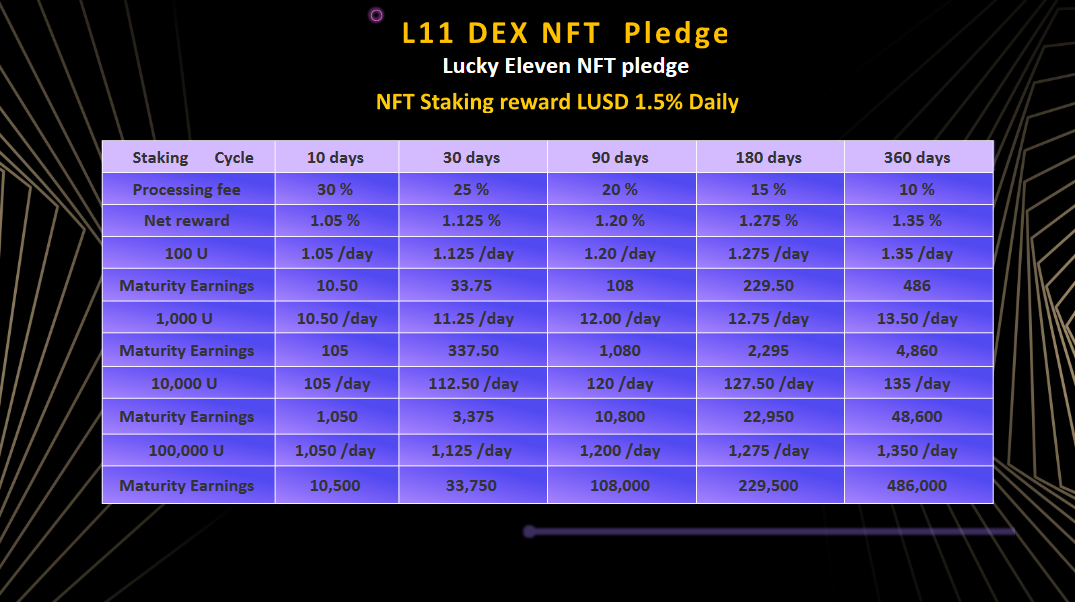 L11 DEX NFT Pledge
Lucky Eleven NFT pledge
NFT Staking reward LUSD 1.5% Daily
Staking Cycle 10 days 30 days 90 days 180 days 360 days
Processing fee 30 % 25 % 20 % 15 % 10 %
Net reward 1.05 % 1.125 % 1.20 % 1.275 % 1.35 %
100 U 1.05 /day 1.125 /day 1.20 /day 1.275 /day 1.35 /day
Maturity Earnings 10.50 33.75 108 229.50 486
1,000 U 10.50 /day 11.25 /day 12.00 /day 12.75 /day 13.50 /day
Maturity Earnings 105 337.50 1,080 2,295 4,860
10,000 U 105 /day 112.50 /day 120 /day 127.50 /day 135 /day
Maturity Earnings 1,050 3,375 10,800 22,950 48,600
100,000 U 1,050 /day 1,125 /day 1,200 /day 1,275 /day 1,350 /day
Maturity Earnings 10,500 33,750 108,000 229,500 486,000